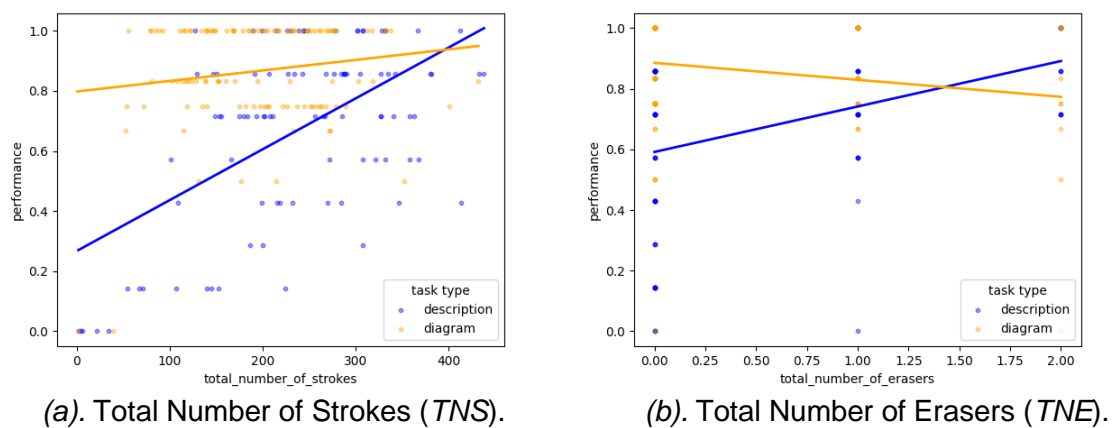 1.0
0.8
0.6
0.4
0.2
0.0
performance
0 100 200 300 400
total_number_of_strokes
task type
description
diagram
(a). Total Number of Strokes (TNS).
1.0
0.8
0.6
0.4
0.2
0.0
performance
0.00 0.25 0.50 0.75 1.00 1.25 1.50 1.75 2.00
total_number_of_erasers
task type
description
diagram
(b). Total Number of Erasers (TNE).